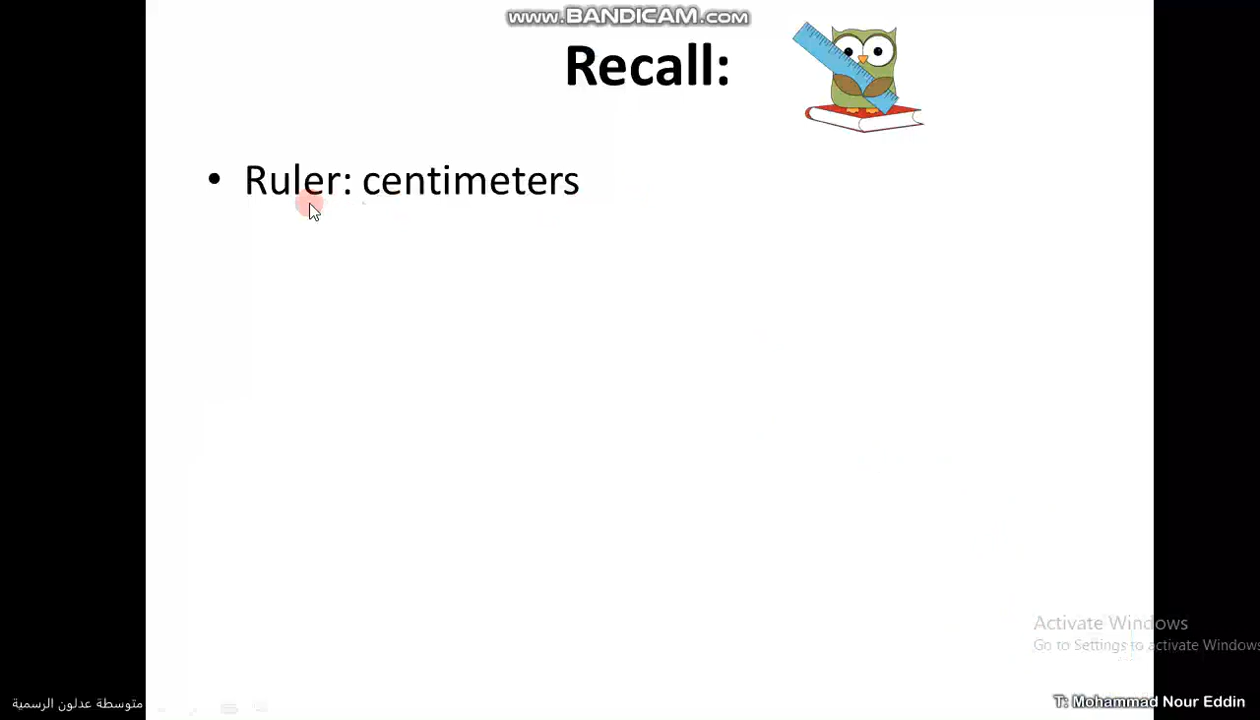 www.BANDICAM.com
Recall:
• Ruler: centimeters
Activate Windows
Go to Settings to activate Windows
متوسطة عدلون الرسمية
T: Mohammad Nour Eddin